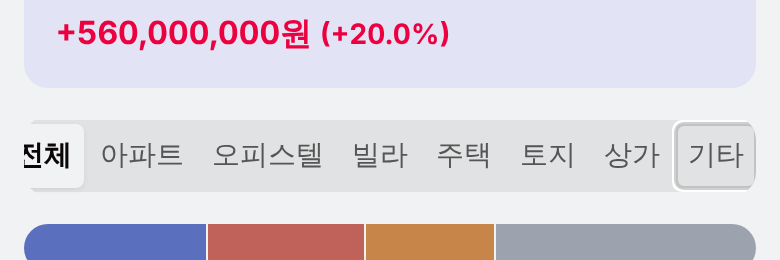 +560,000,000원 (+20.0%)
전체 아파트 오피스텔 빌라 주택 토지 상가 기타